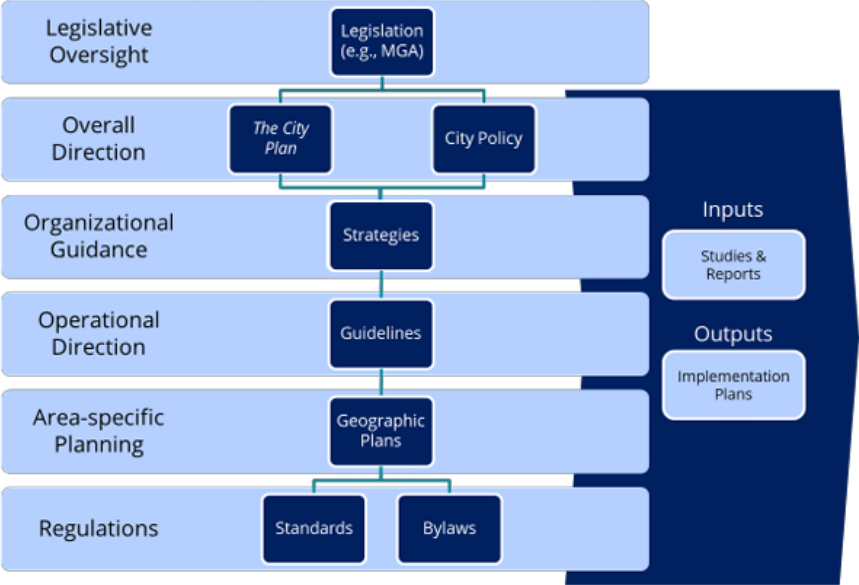 Legislative
Oversight
Legislation
(e.g., MGA)
Overall
Direction
The City
Plan
City Policy
Organizational
Guidance
Strategies
Inputs
Studies &
Reports
Operational
Direction
Guidelines
Outputs
Implementation
Plans
Area-specific
Planning
Geographic
Plans
Regulations
Standards
Bylaws